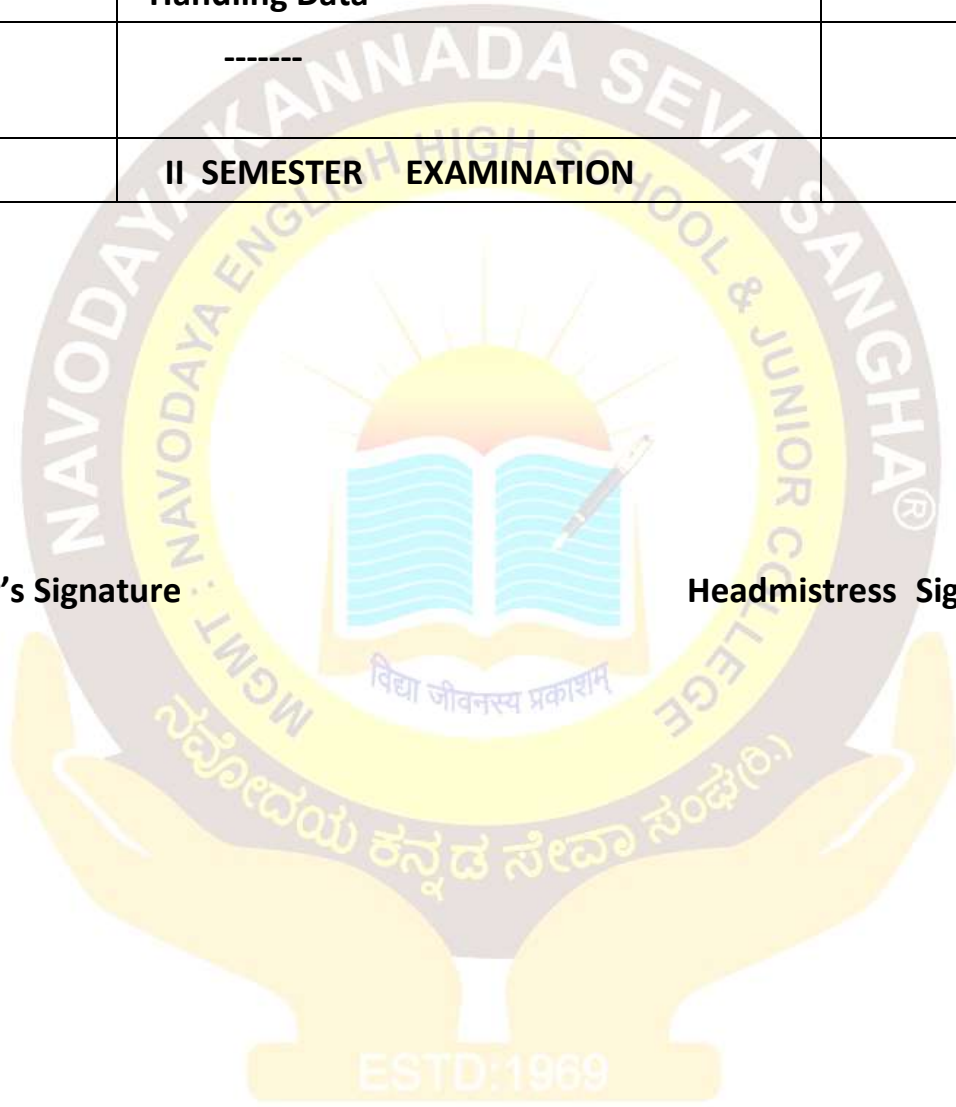 Handling Data
-------
II SEMESTER EXAMINATION
NAVODAYA KANNADA SEVA SANGHA®
MGMT : NAVODAYA ENGLISH HIGH SCHOOL & JUNIOR COLLEGE
's Signature Headmistress Sig
विद्या जीवनस्य प्रकाशम्
ನವೋದಯ ಕನ್ನಡ ಸೇವಾ ಸಂಘ(ರಿ.)
ESTD:1969